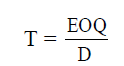 T = EOQ / D